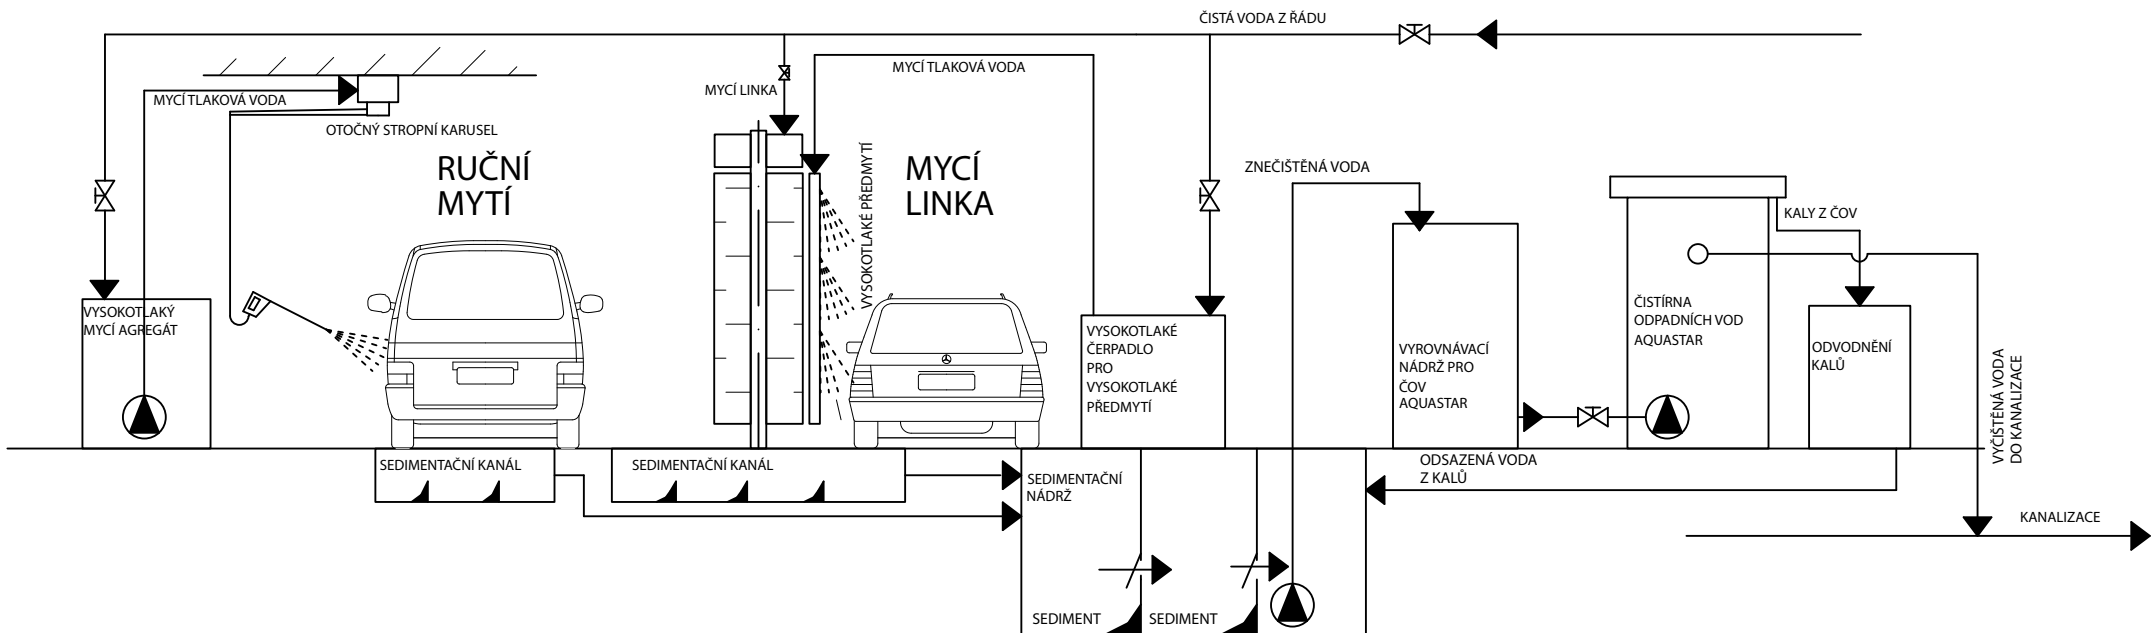 ČISTÁ VODA Z ŘÁDU
MYCÍ TLAKOVÁ VODA
MYCÍ LINKA
MYCÍ TLAKOVÁ VODA
OTOČNÝ STROPNÍ KARUSEL
RUČNÍ
MYTÍ
VYSOKOTLAKÉ PŘEDMYTÍ
MYCÍ
LINKA
ZNEČIŠTĚNÁ VODA
KALY Z ČOV
VYSOKOTLAKÝ
MYCÍ AGREGÁT
VYSOKOTLAKÉ
ČERPADLO
PRO
VYSOKOTLAKÉ
PŘEDMYTÍ
VYROVNÁVACÍ
NÁDRŽ PRO
ČOV
AQUASTAR
ČISTÍRNA
ODPADNÍCH VOD
AQUASTAR
ODVODNĚNÍ
KALŮ
VYČIŠTĚNÁ VODA
DO KANALIZACE
SEDIMENTAČNÍ KANÁL
SEDIMENTAČNÍ KANÁL
SEDIMENTAČNÍ
NÁDRŽ
ODSAZENÁ VODA
Z KALŮ
KANALIZACE
SEDIMENT
SEDIMENT